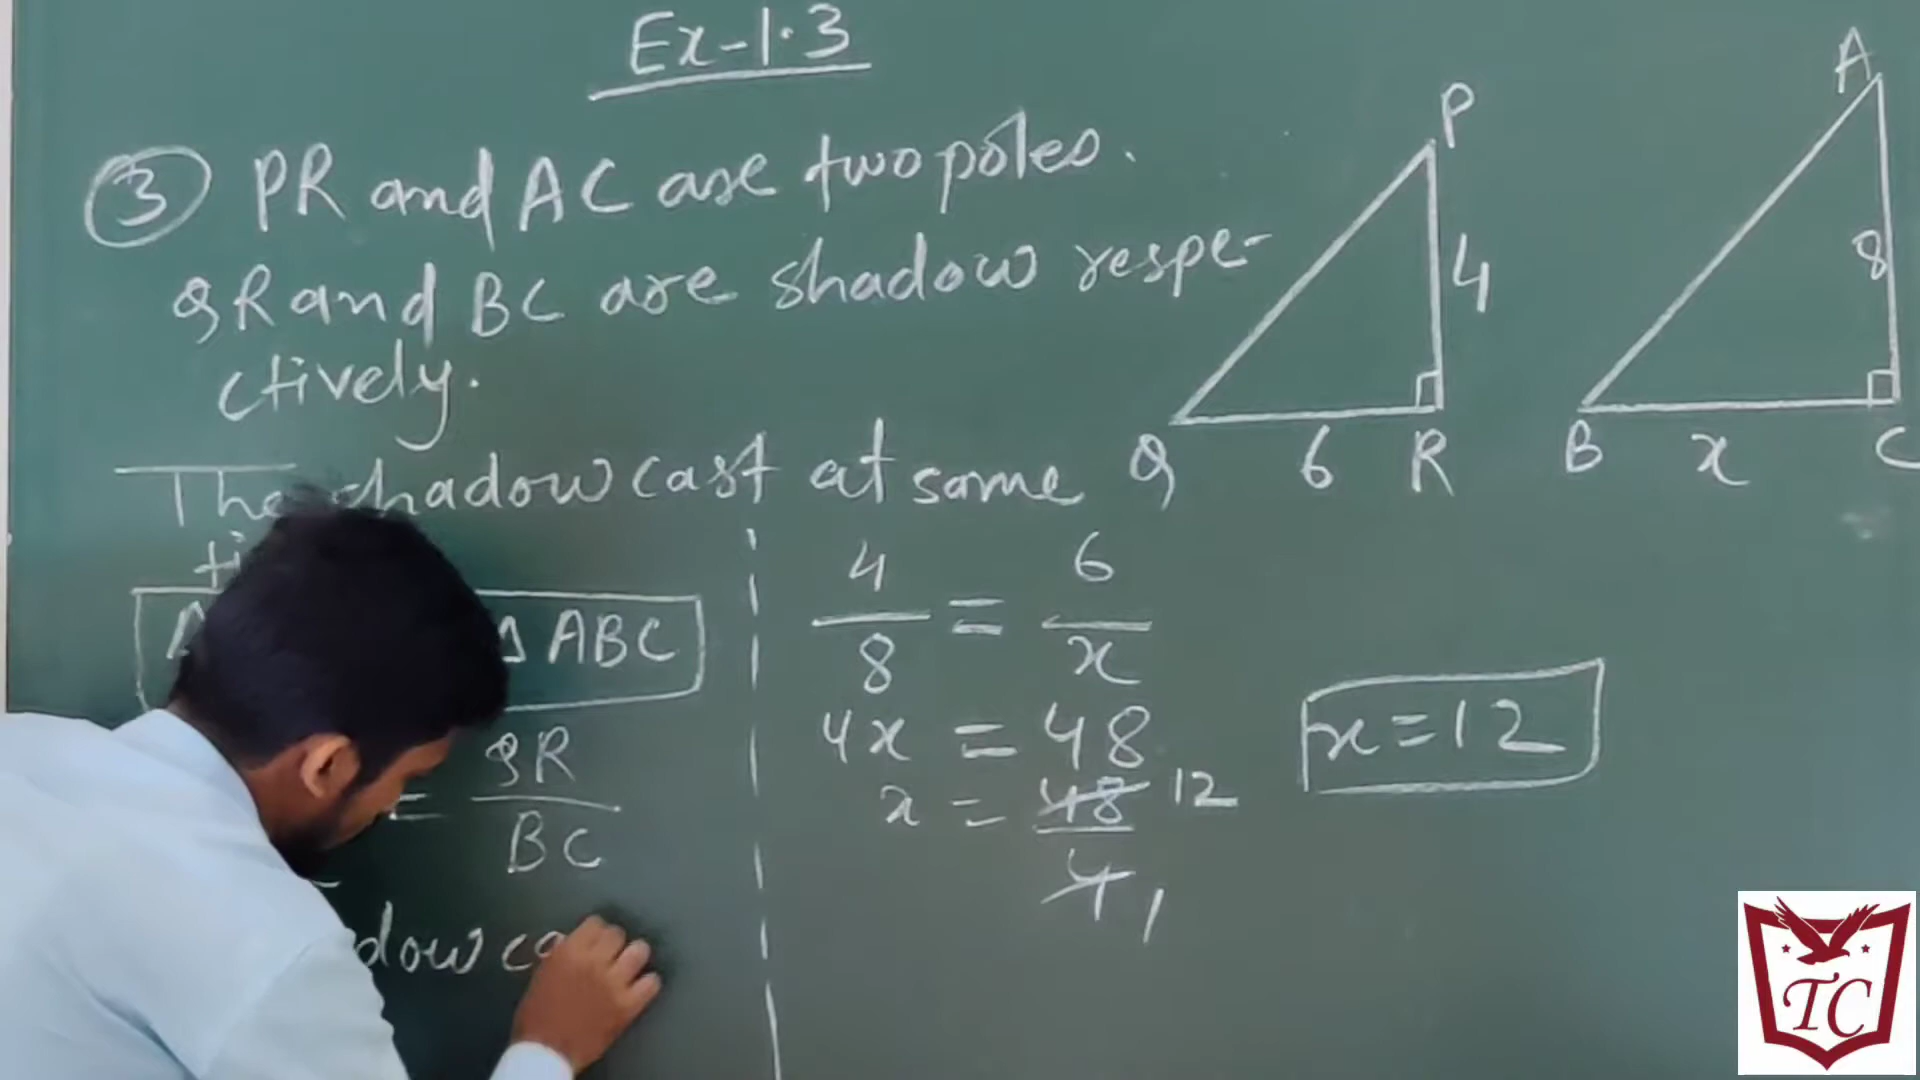 Ex-1.3
③ PR and AC are two poles.
QR and BC are shadow respe-
ctively.
The shadow cast at same
Δ ABC
= QR
BC
dow
4 = 6
8 x
4x = 48
x = 48 12
4 1
x = 12
P
4
Q 6 R
A
8
B x C
TC